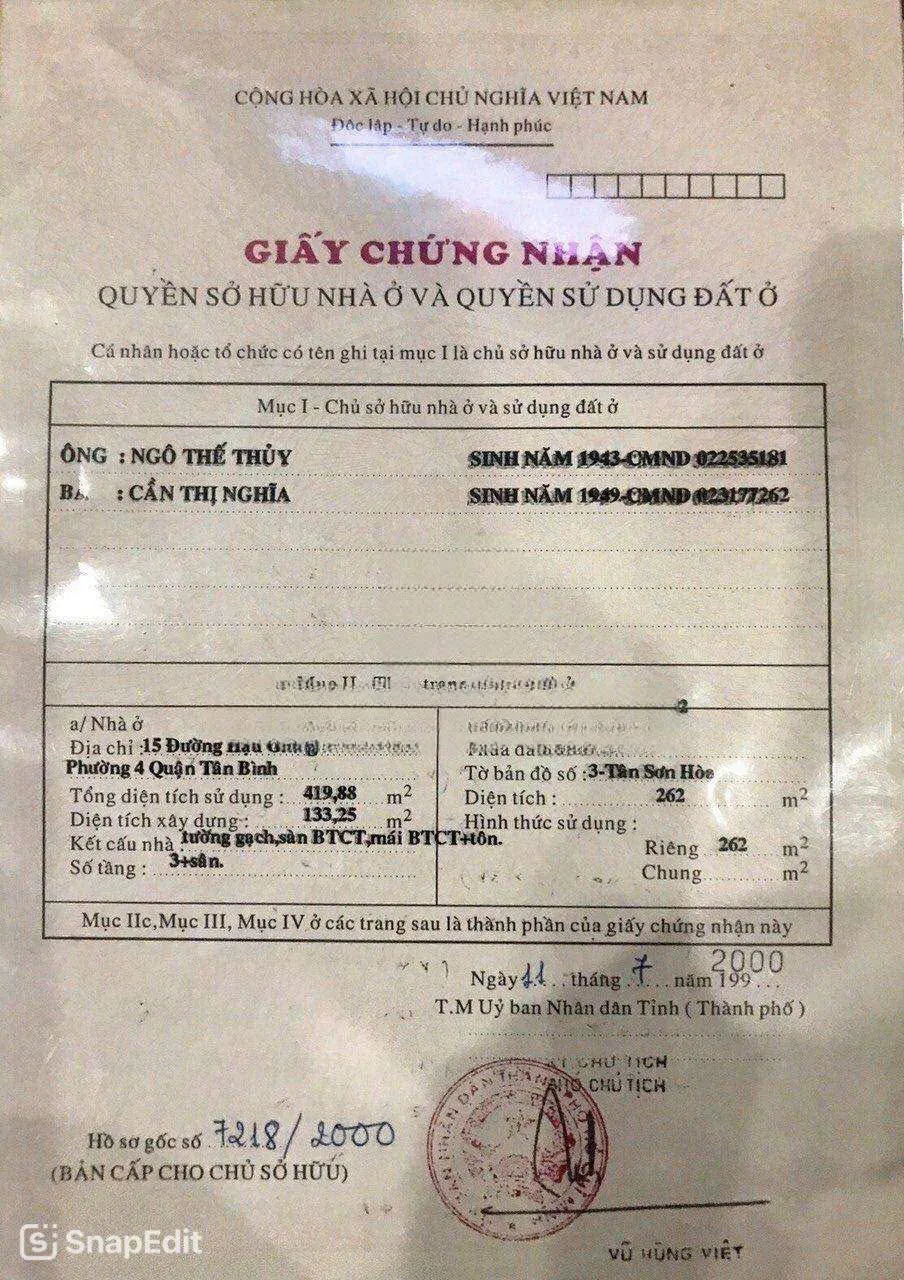 CỘNG HÒA XÃ HỘI CHỦ NGHĨA VIỆT NAM
Độc lập - Tự do - Hạnh phúc
GIẤY CHỨNG NHẬN
QUYỀN SỞ HỮU NHÀ Ở VÀ QUYỀN SỬ DỤNG ĐẤT Ở
Cá nhân hoặc tổ chức có tên ghi tại mục I là chủ sở hữu nhà ở và sử dụng đất ở
Mục I - Chủ sở hữu nhà ở và sử dụng đất ở
ÔNG : NGÔ THẾ THỦY SINH NĂM 1943-CMND 022535181
BÀ : CẦN THỊ NGHĨA SINH NĂM 1949-CMND 023177262
Mục II
a/ Nhà ở
Địa chỉ : 15 Đường
Phường 4 Quận Tân Bình
Tổng diện tích sử dụng : 419,88 m2
Diện tích xây dựng : 133,25 m2
Kết cấu nhà : tường gạch,sàn BTCT,mái BTCT+tôn.
Số tầng : 3+sân.
2
Tờ bản đồ số : 3-Tân Sơn Hòa
Diện tích : 262 m2
Hình thức sử dụng :
Riêng 262 m2
Chung m2
Mục IIc,Mục III, Mục IV ở các trang sau là thành phần của giấy chứng nhận này
Ngày 11 tháng 7 năm 199 2000
T.M Uỷ ban Nhân dân Tỉnh ( Thành phố )
CHỦ TỊCH
PHÓ CHỦ TỊCH
Hồ sơ gốc số 7218/2000
(BẢN CẤP CHO CHỦ SỞ HỮU)
VŨ HÙNG VIỆT
SnapEdit